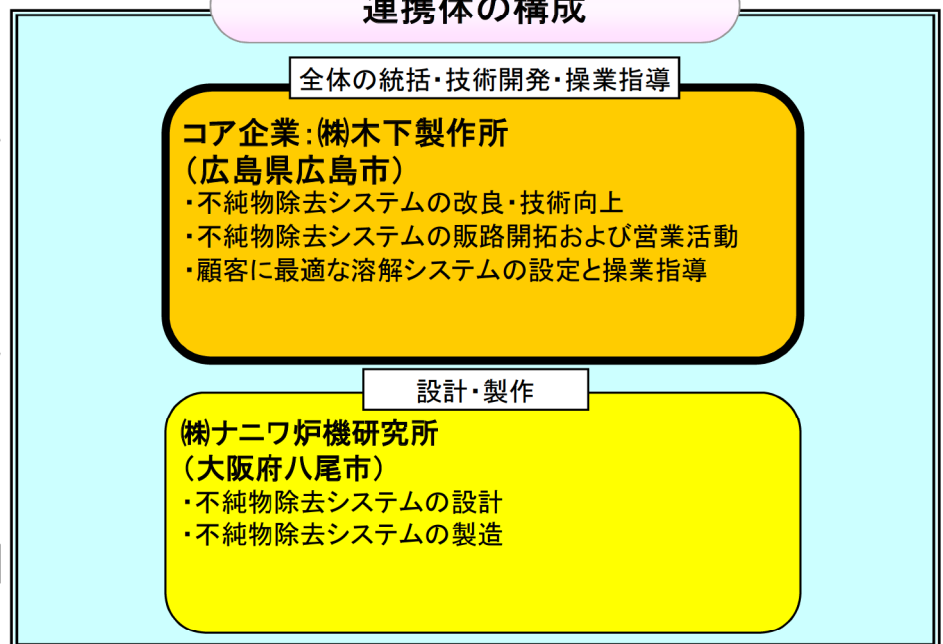 連携体の構成
全体の統括・技術開発・操業指導
コア企業：㈱木下製作所
（広島県広島市）
・不純物除去システムの改良・技術向上
・不純物除去システムの販路開拓および営業活動
・顧客に最適な溶解システムの設定と操業指導
設計・製作
㈱ナニワ炉機研究所
（大阪府八尾市）
・不純物除去システムの設計
・不純物除去システムの製造